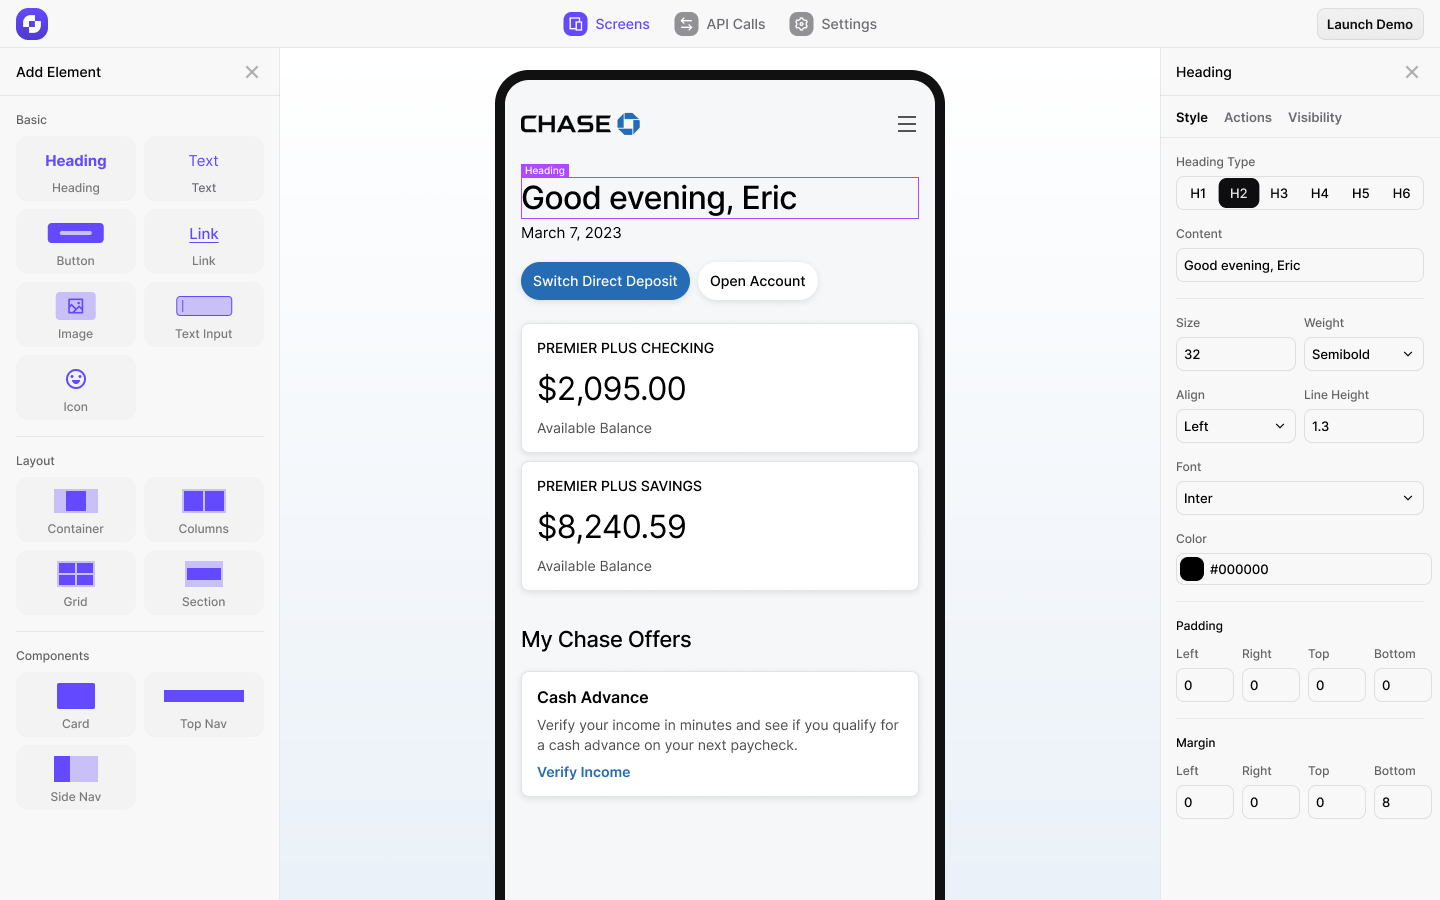 Screens
API Calls
Settings
Launch Demo
Add Element
Basic
Heading
Heading
Text
Text
Button
Link
Link
Image
Text Input
Icon
Layout
Container
Columns
Grid
Section
Components
Card
Top Nav
Side Nav
CHASE
Heading
Good evening, Eric
March 7, 2023
Switch Direct Deposit
Open Account
PREMIER PLUS CHECKING
$2,095.00
Available Balance
PREMIER PLUS SAVINGS
$8,240.59
Available Balance
My Chase Offers
Cash Advance
Verify your income in minutes and see if you qualify for
a cash advance on your next paycheck.
Verify Income
Heading
Style Actions Visibility
Heading Type
H1 H2 H3 H4 H5 H6
Content
Good evening, Eric
Size Weight
32 Semibold
Align Line Height
Left 1.3
Font
Inter
Color
#000000
Padding
Left Right Top Bottom
0 0 0 0
Margin
Left Right Top Bottom
0 0 0 8